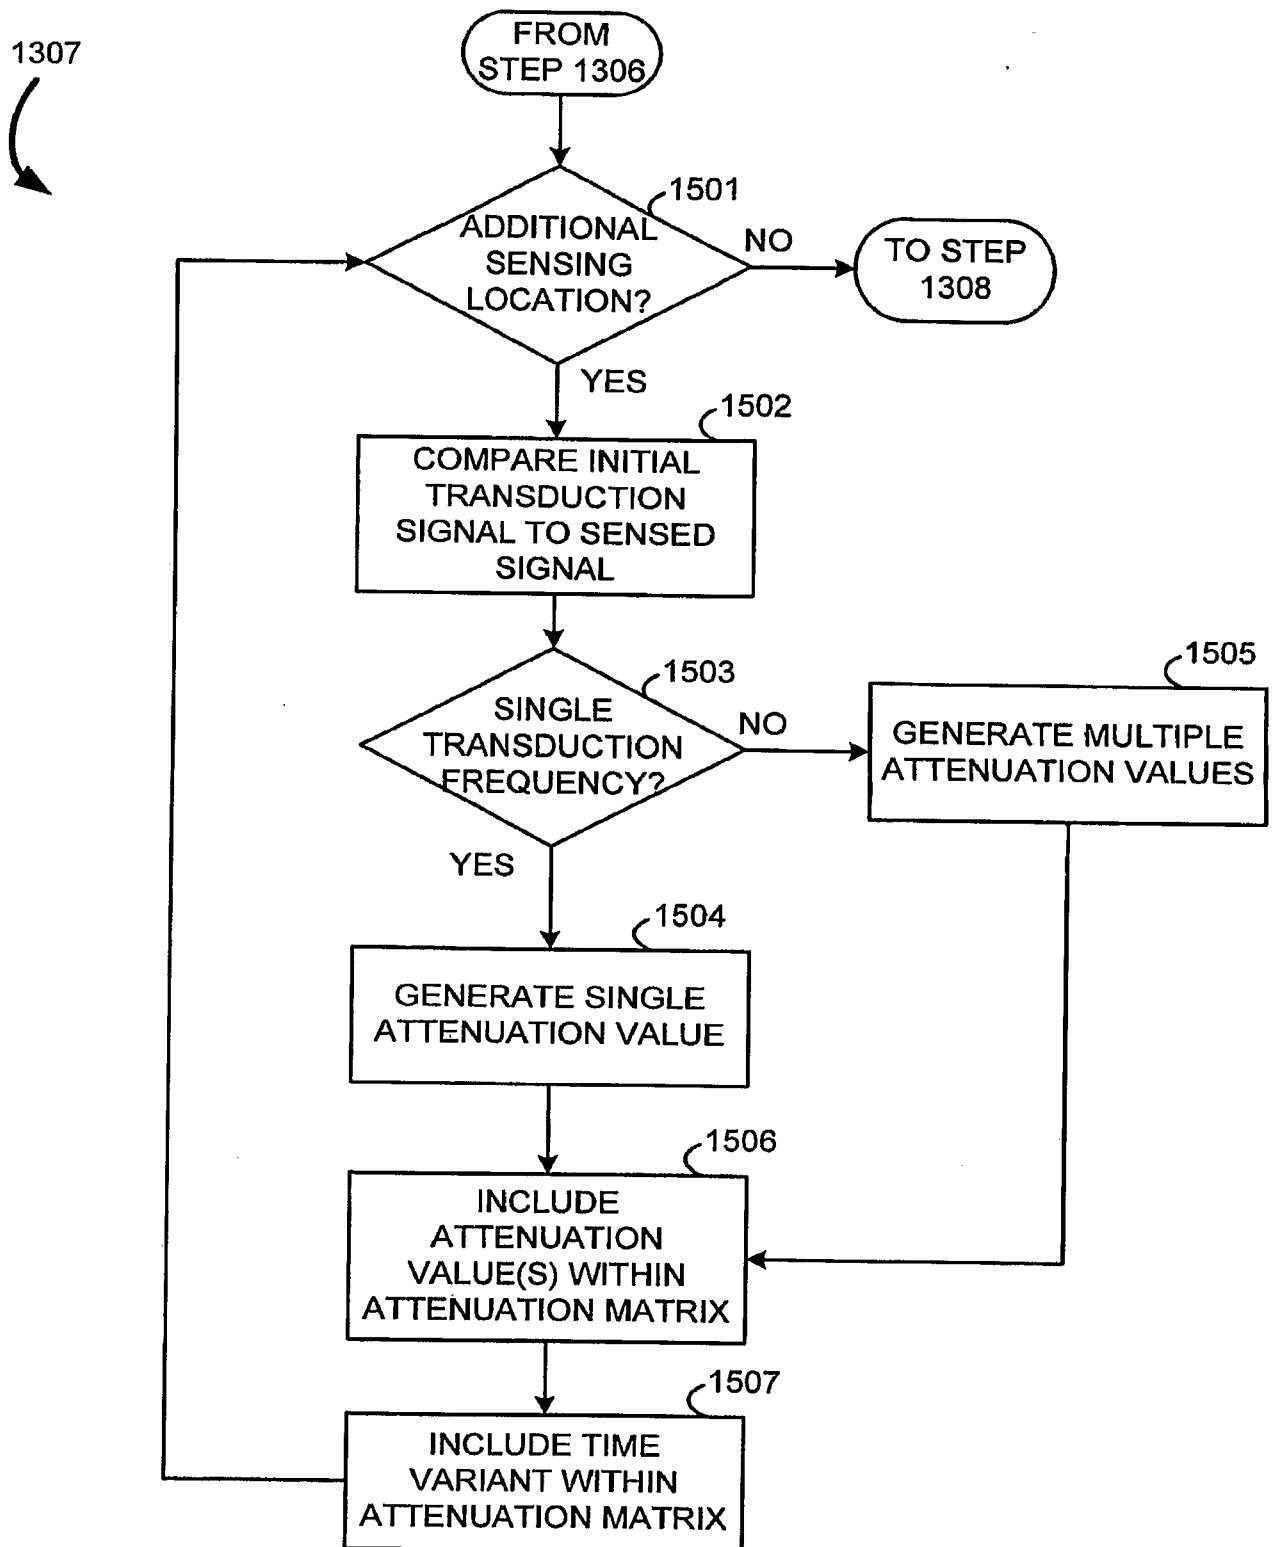 1307
FROM
STEP 1306
1501
ADDITIONAL
SENSING
LOCATION?
NO
TO STEP
1308
YES
1502
COMPARE INITIAL
TRANSDUCTION
SIGNAL TO SENSED
SIGNAL
1503
SINGLE
TRANSDUCTION
FREQUENCY?
NO
1505
GENERATE MULTIPLE
ATTENUATION VALUES
YES
1504
GENERATE SINGLE
ATTENUATION VALUE
1506
INCLUDE
ATTENUATION
VALUE(S) WITHIN
ATTENUATION MATRIX
1507
INCLUDE TIME
VARIANT WITHIN
ATTENUATION MATRIX